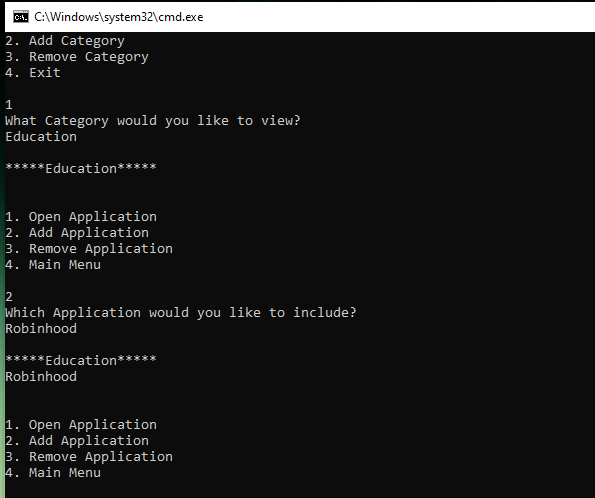 C:\Windows\system32\cmd.exe
2. Add Category
3. Remove Category
4. Exit
1
What Category would you like to view?
Education
*****Education*****
1. Open Application
2. Add Application
3. Remove Application
4. Main Menu
2
Which Application would you like to include?
Robinhood
*****Education*****
Robinhood
1. Open Application
2. Add Application
3. Remove Application
4. Main Menu